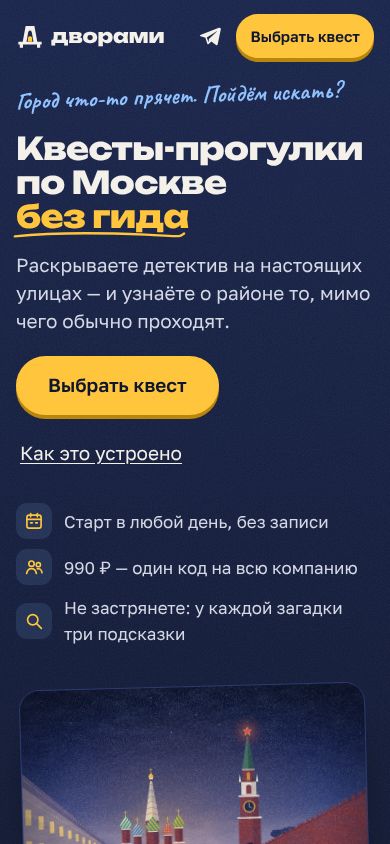 дворами
Выбрать квест
Город что-то прячет. Пойдём искать?
Квесты-прогулки
по Москве
без гида
Раскрываете детектив на настоящих
улицах — и узнаёте о районе то, мимо
чего обычно проходят.
Выбрать квест
Как это устроено
Старт в любой день, без записи
990 ₽ — один код на всю компанию
Не застрянете: у каждой загадки
три подсказки